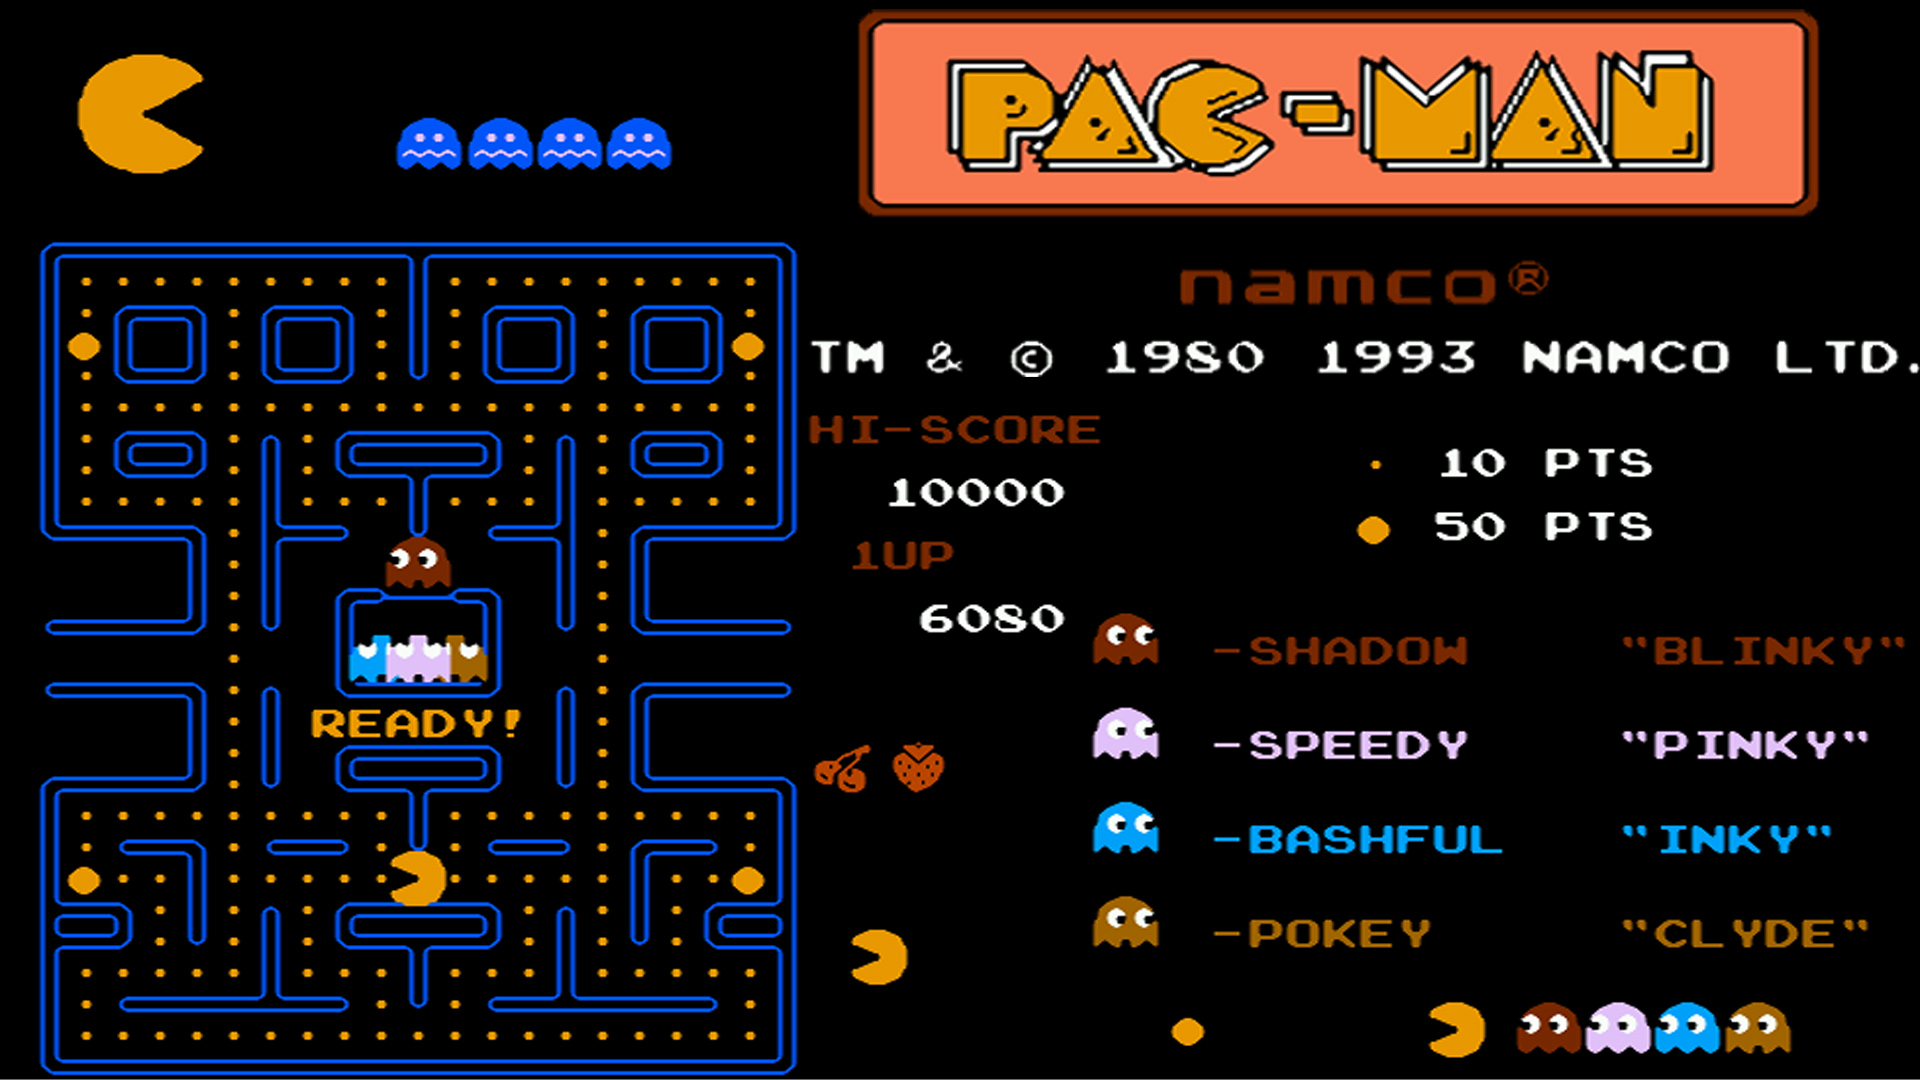 PAC-MAN
namco®
TM & © 1980 1993 NAMCO LTD.
HI-SCORE
10000
10 PTS
50 PTS
1UP
6080
-SHADOW "BLINKY"
READY!
-SPEEDY "PINKY"
-BASHFUL "INKY"
-POKEY "CLYDE"